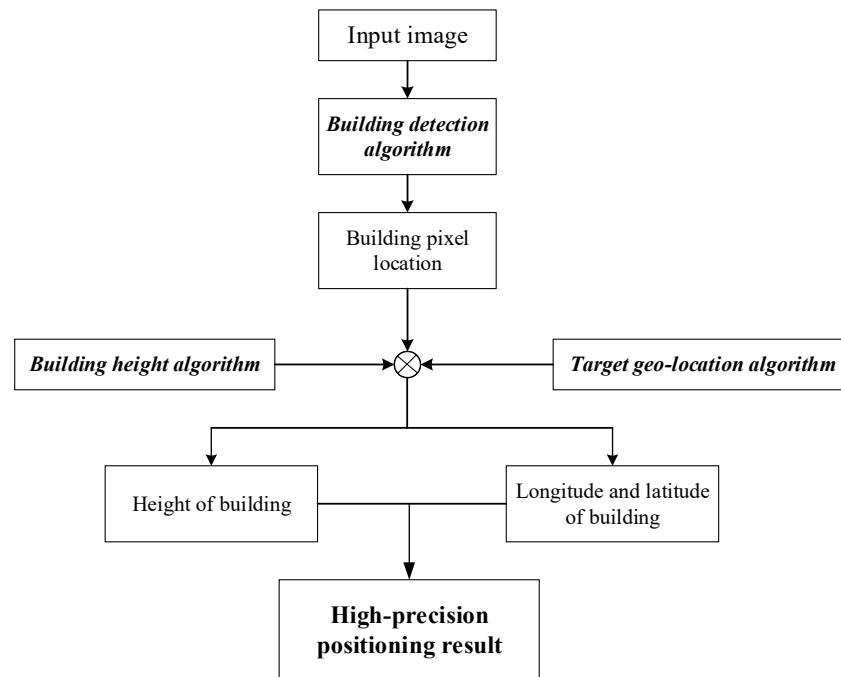 Input image
Building detection
algorithm
Building pixel
location
Building height algorithm
Target geo-location algorithm
Height of building
Longitude and latitude
of building
High-precision
positioning result